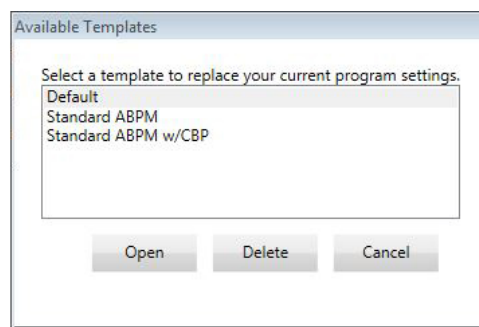 Available Templates
Select a template to replace your current program settings.
Default
Standard ABPM
Standard ABPM w/CBP
Open Delete Cancel